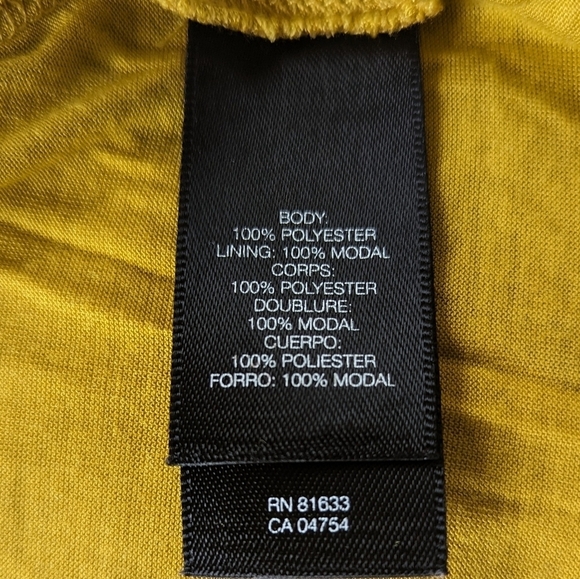 BODY:
100% POLYESTER
LINING: 100% MODAL
CORPS:
100% POLYESTER
DOUBLURE:
100% MODAL
CUERPO:
100% POLIESTER
FORRO: 100% MODAL
RN 81633
CA 04754